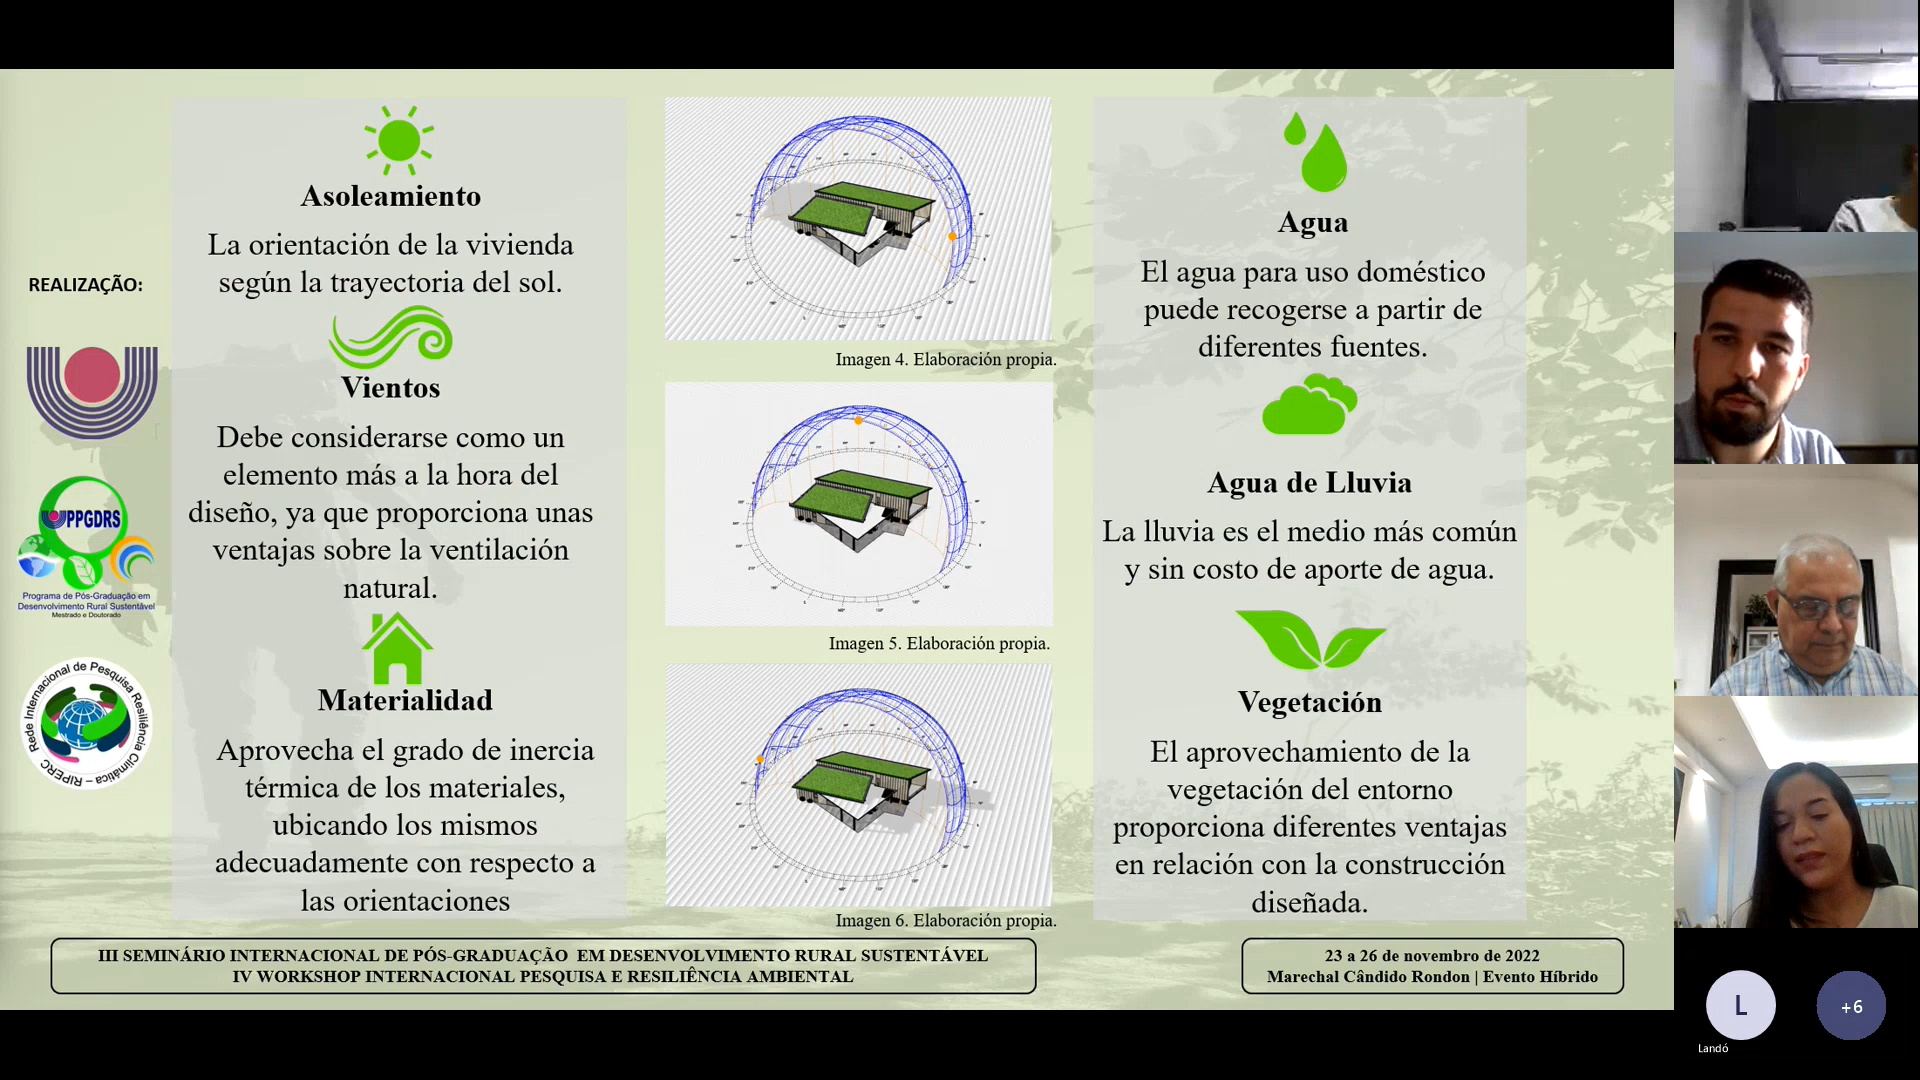 REALIZAÇÃO:
UPPGDRS
Programa de Pós-Graduação em
Desenvolvimento Rural Sustentável
Mestrado e Doutorado
Rede Internacional de Pesquisa Resiliência Climática – RIPERC
Asoleamiento
La orientación de la vivienda
según la trayectoria del sol.
Vientos
Debe considerarse como un
elemento más a la hora del
diseño, ya que proporciona unas
ventajas sobre la ventilación
natural.
Materialidad
Aprovecha el grado de inercia
térmica de los materiales,
ubicando los mismos
adecuadamente con respecto a
las orientaciones
Imagen 4. Elaboración propia.
Imagen 5. Elaboración propia.
Imagen 6. Elaboración propia.
Agua
El agua para uso doméstico
puede recogerse a partir de
diferentes fuentes.
Agua de Lluvia
La lluvia es el medio más común
y sin costo de aporte de agua.
Vegetación
El aprovechamiento de la
vegetación del entorno
proporciona diferentes ventajas
en relación con la construcción
diseñada.
III SEMINÁRIO INTERNACIONAL DE PÓS-GRADUAÇÃO EM DESENVOLVIMENTO RURAL SUSTENTÁVEL
IV WORKSHOP INTERNACIONAL PESQUISA E RESILIÊNCIA AMBIENTAL
23 a 26 de novembro de 2022
Marechal Cândido Rondon | Evento Híbrido
L
+6
Landó